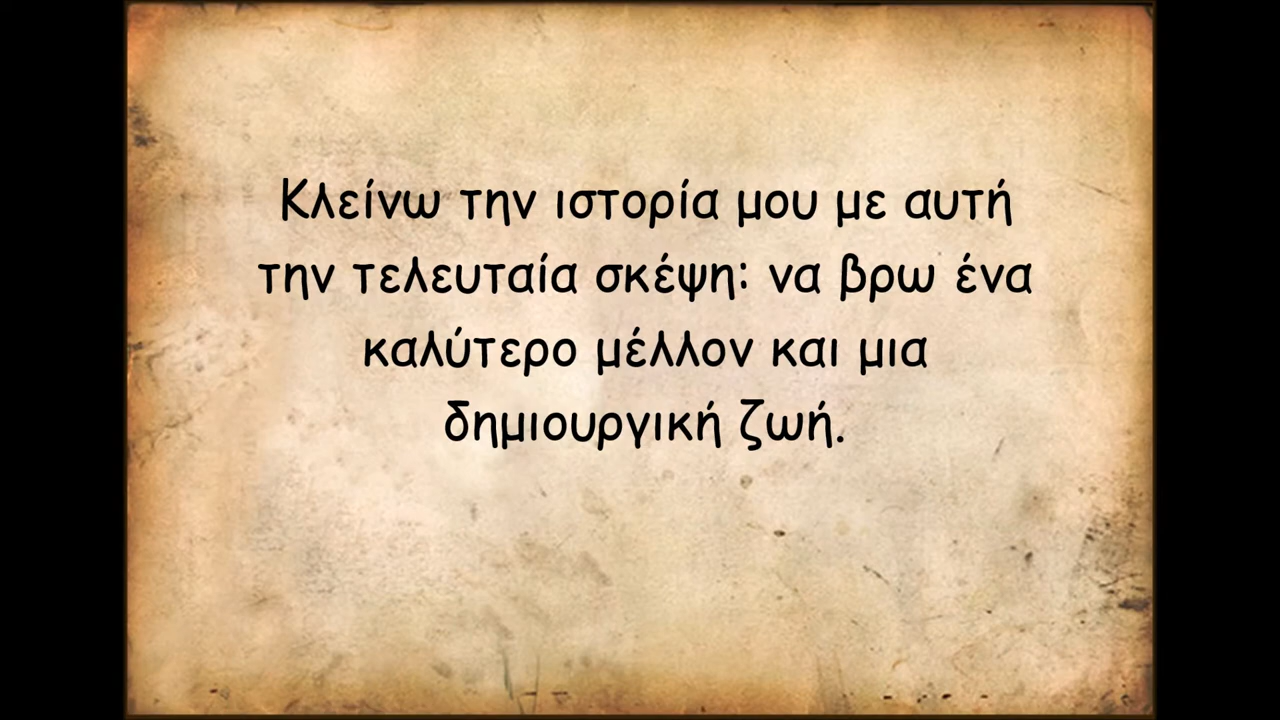 Κλείνω την ιστορία μου με αυτή
την τελευταία σκέψη: να βρω ένα
καλύτερο μέλλον και μια
δημιουργική ζωή.